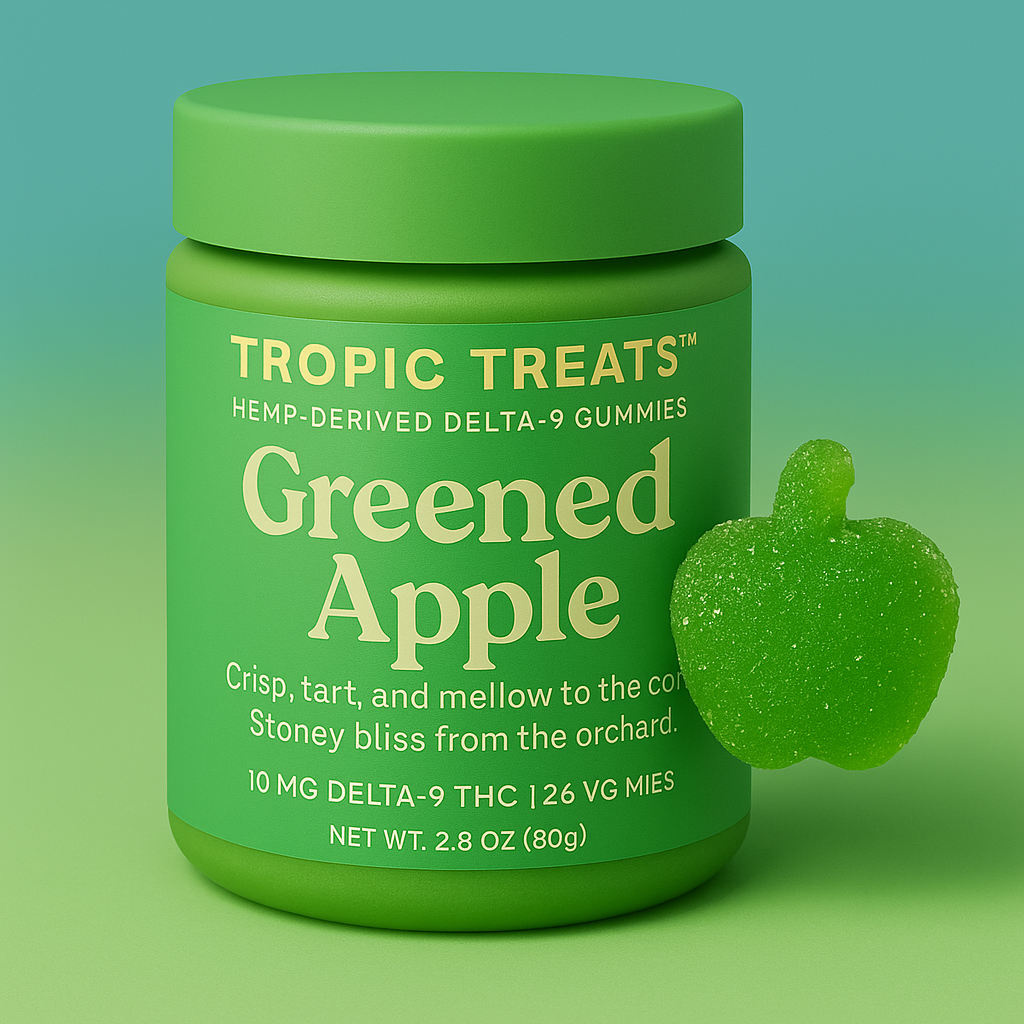 TROPIC TREATS™
HEMP-DERIVED DELTA-9 GUMMIES
Greened
Apple
Crisp, tart, and mellow to the cor
Stoney bliss from the orchard.
10 MG DELTA-9 THC | 26 VG MIES
NET WT. 2.8 OZ (80g)